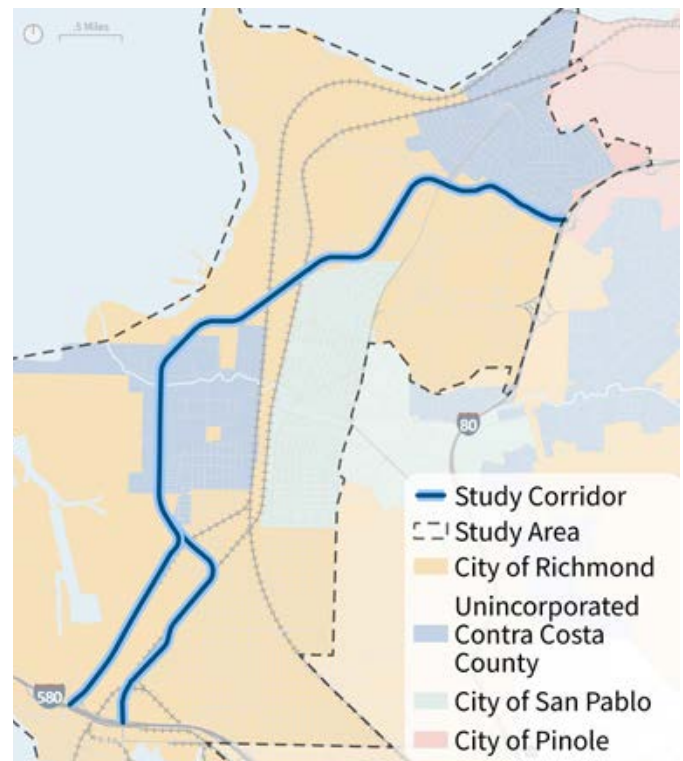 .5 Miles
80
Study Corridor
Study Area
City of Richmond
Unincorporated
Contra Costa
County
City of San Pablo
City of Pinole
580